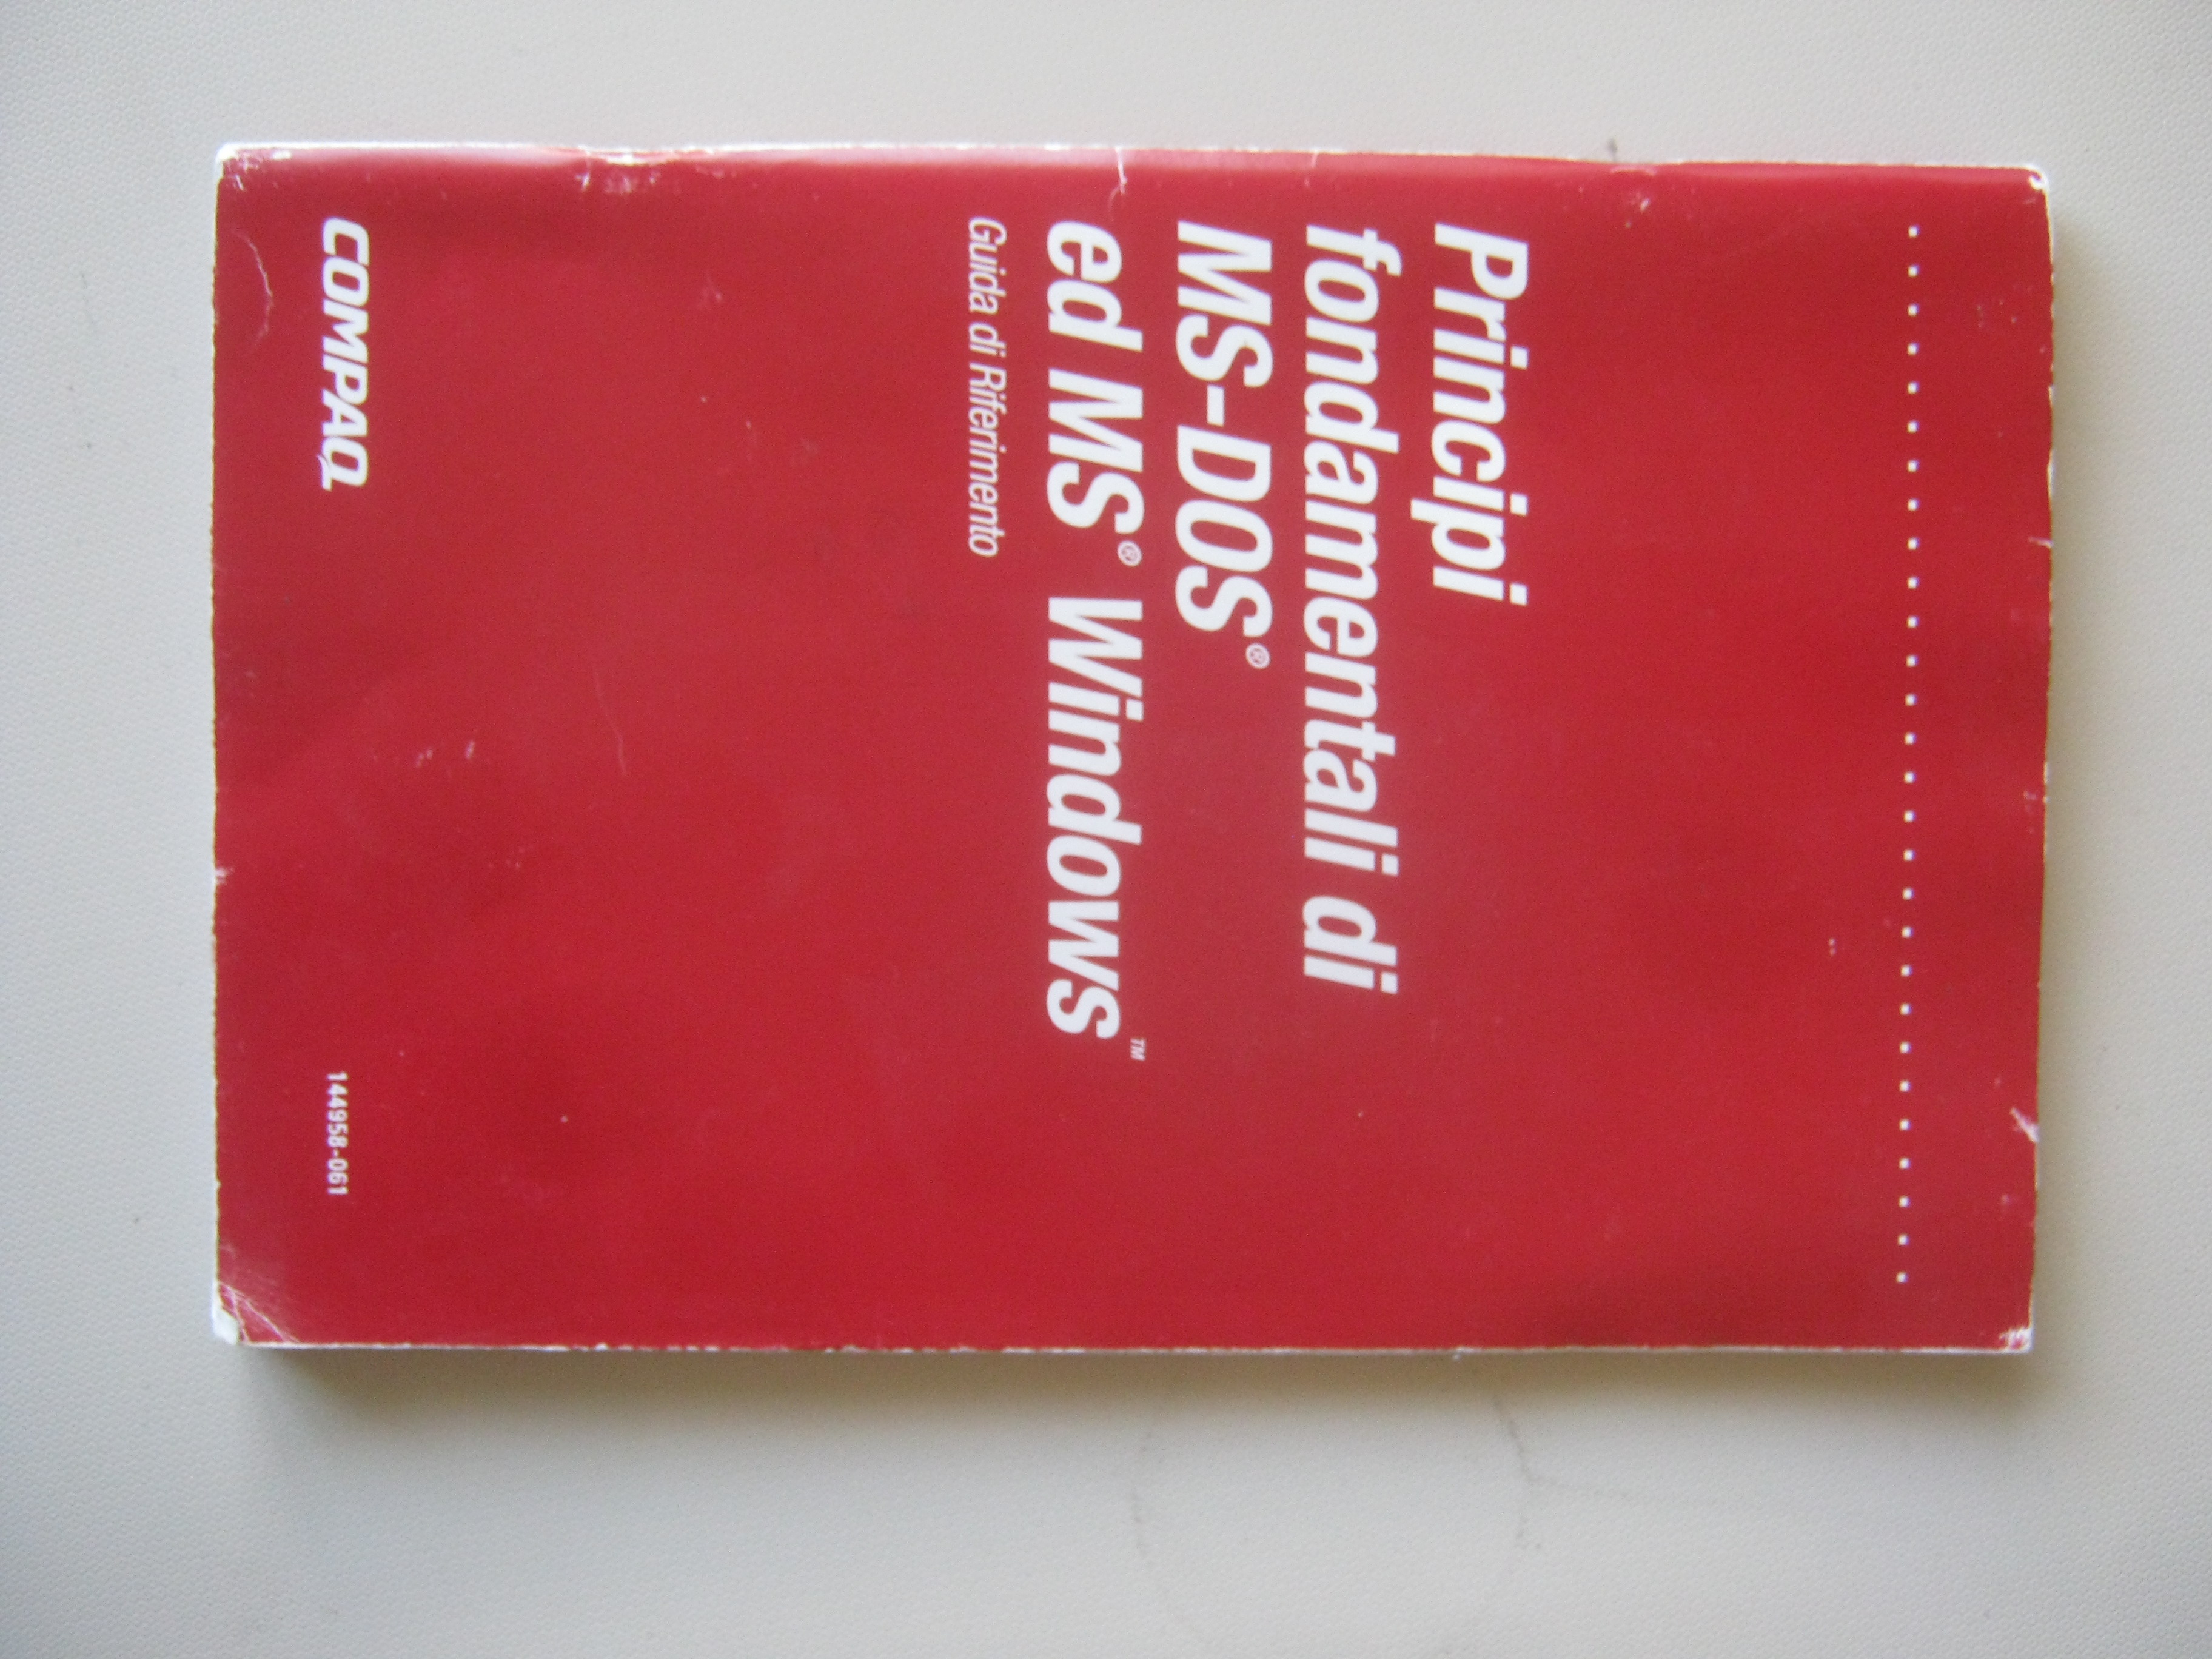 Principi
fondamentali di
MS-DOS®
ed MS® Windows™
Guida di Riferimento
COMPAQ
144958-061